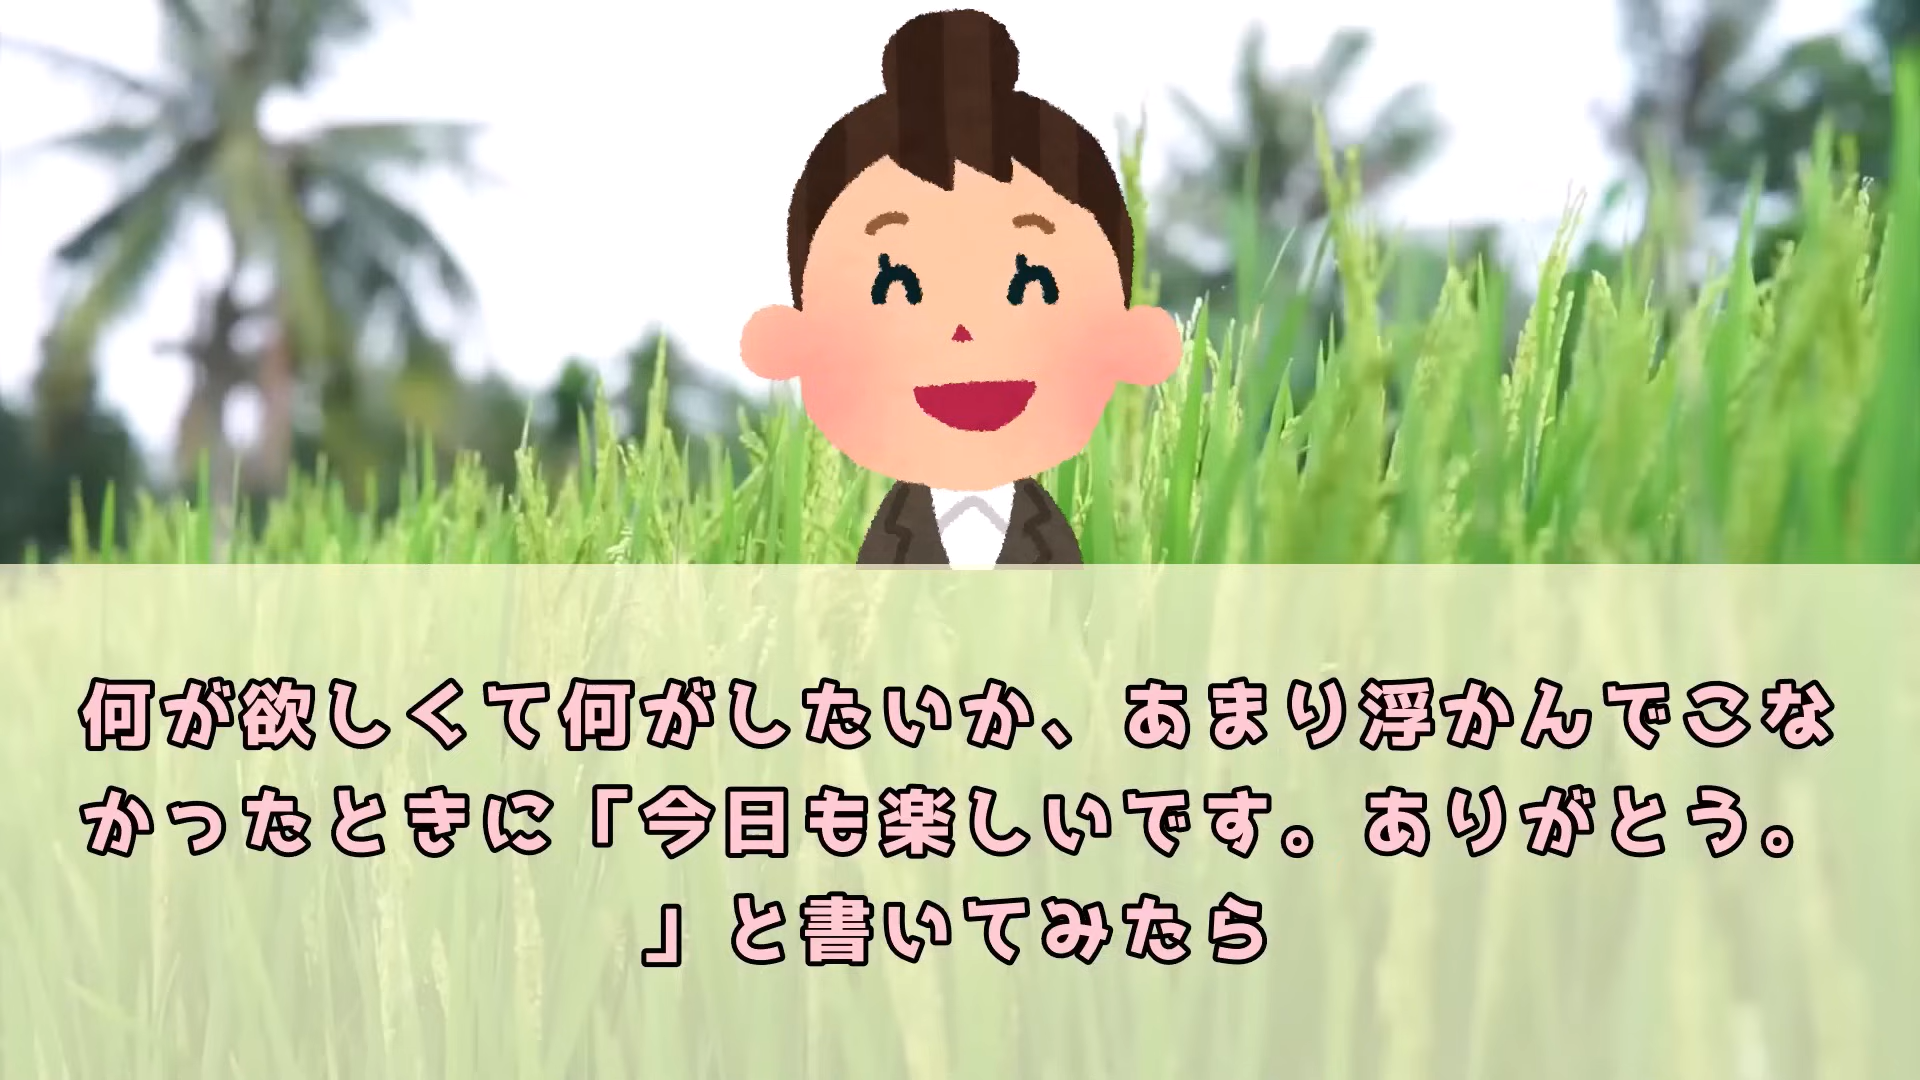 何が欲しくて何がしたいか、あまり浮かんでこな
かったときに「今日も楽しいです。ありがとう。
」と書いてみたら